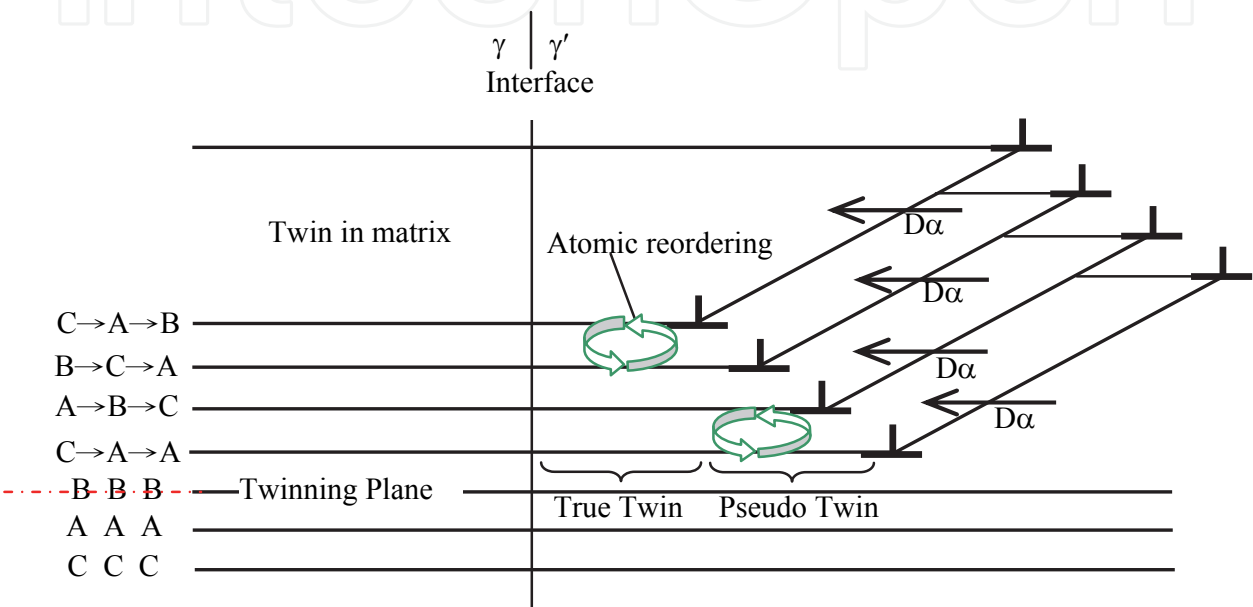 γ γ′
Interface
Twin in matrix
Atomic reordering
Dα
Dα
Dα
Dα
C→A→B
B→C→A
A→B→C
C→A→A
B B B
Twinning Plane
True Twin Pseudo Twin
A A A
C C C